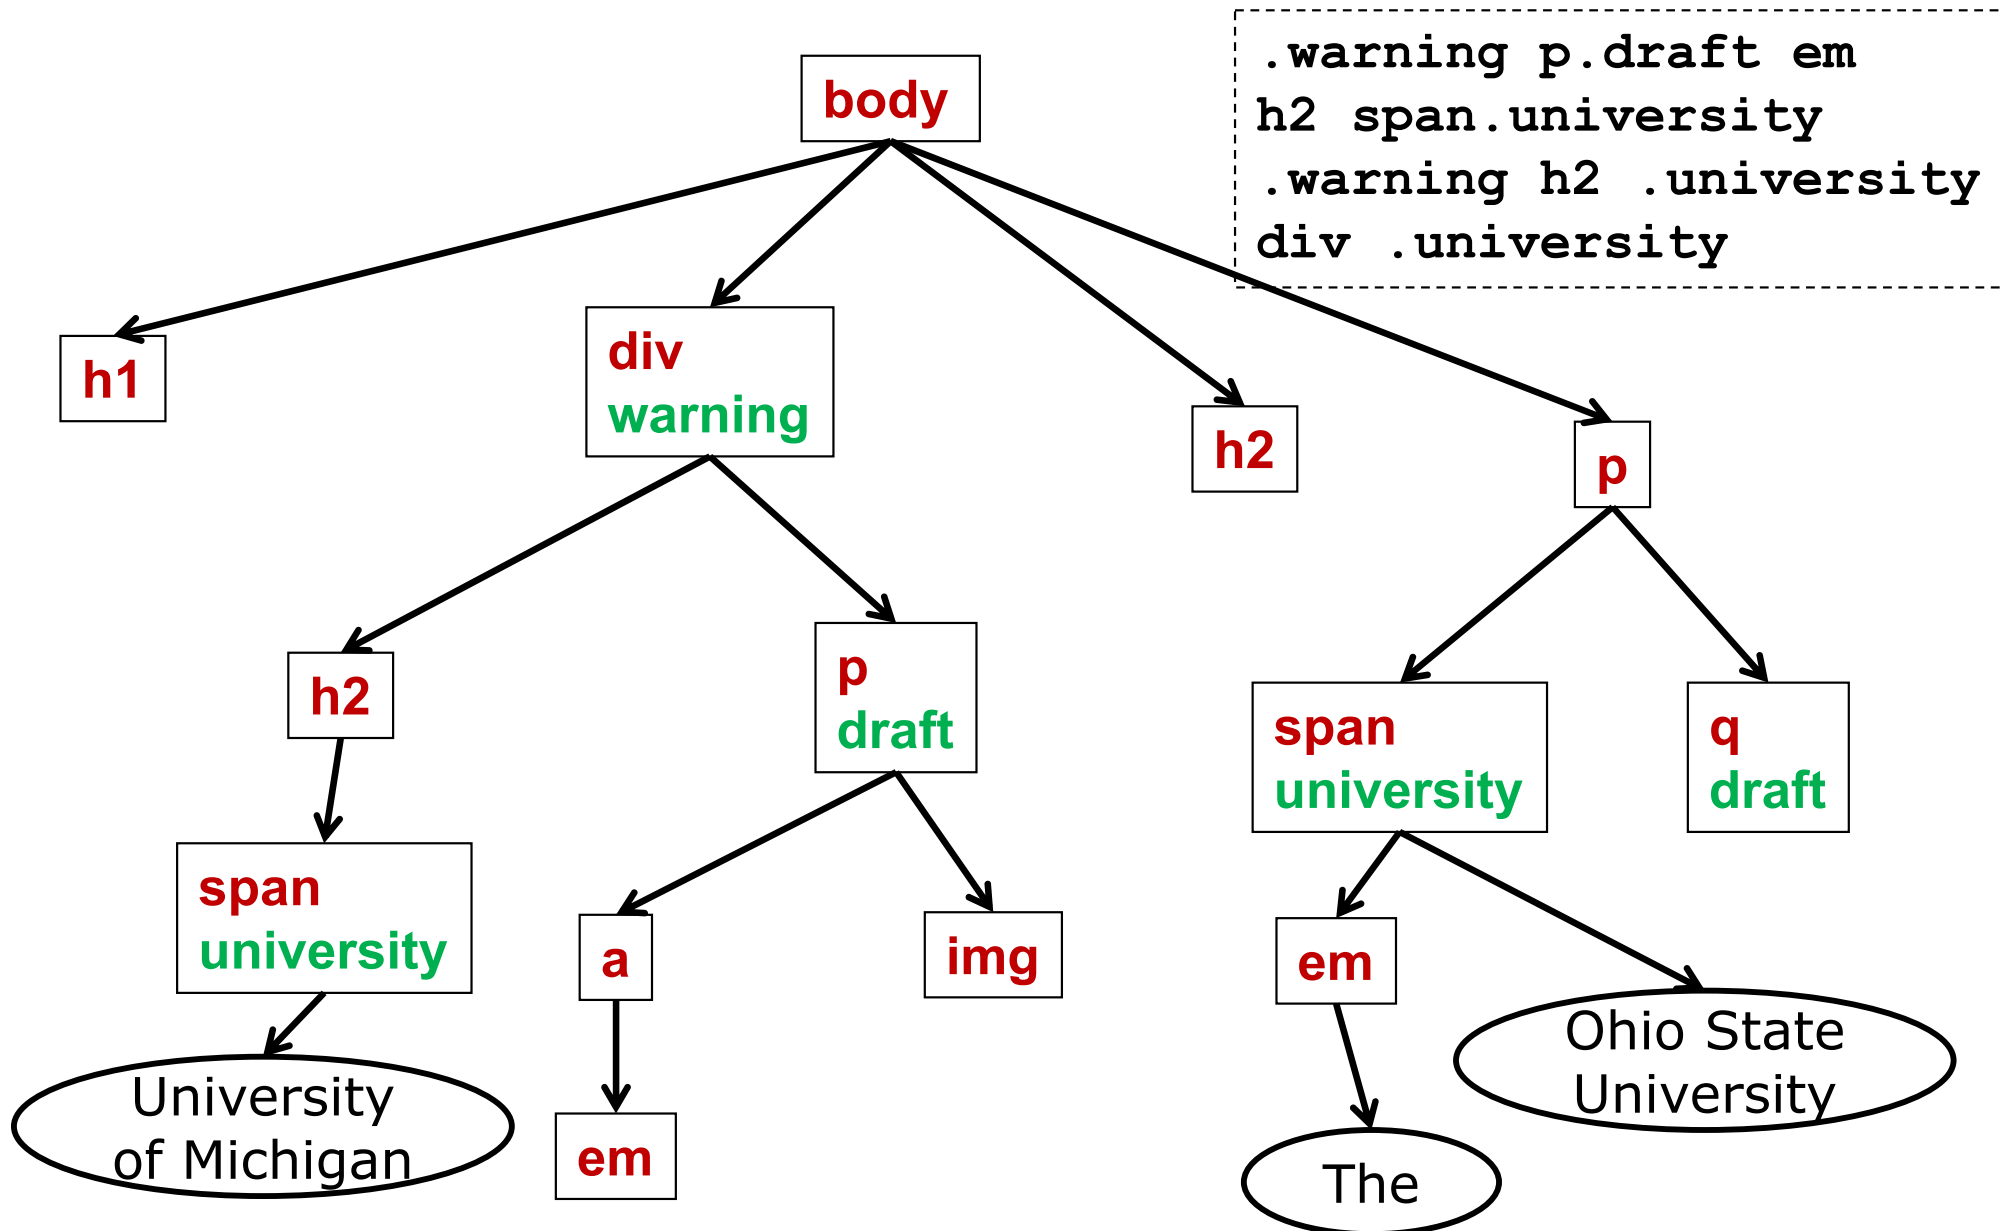 .warning p.draft em
h2 span.university
.warning h2 .university
div .university
body
h1
div
warning
h2
p
h2
p
draft
span
university
q
draft
span
university
a
img
em
Ohio State
University
University
of Michigan
em
The